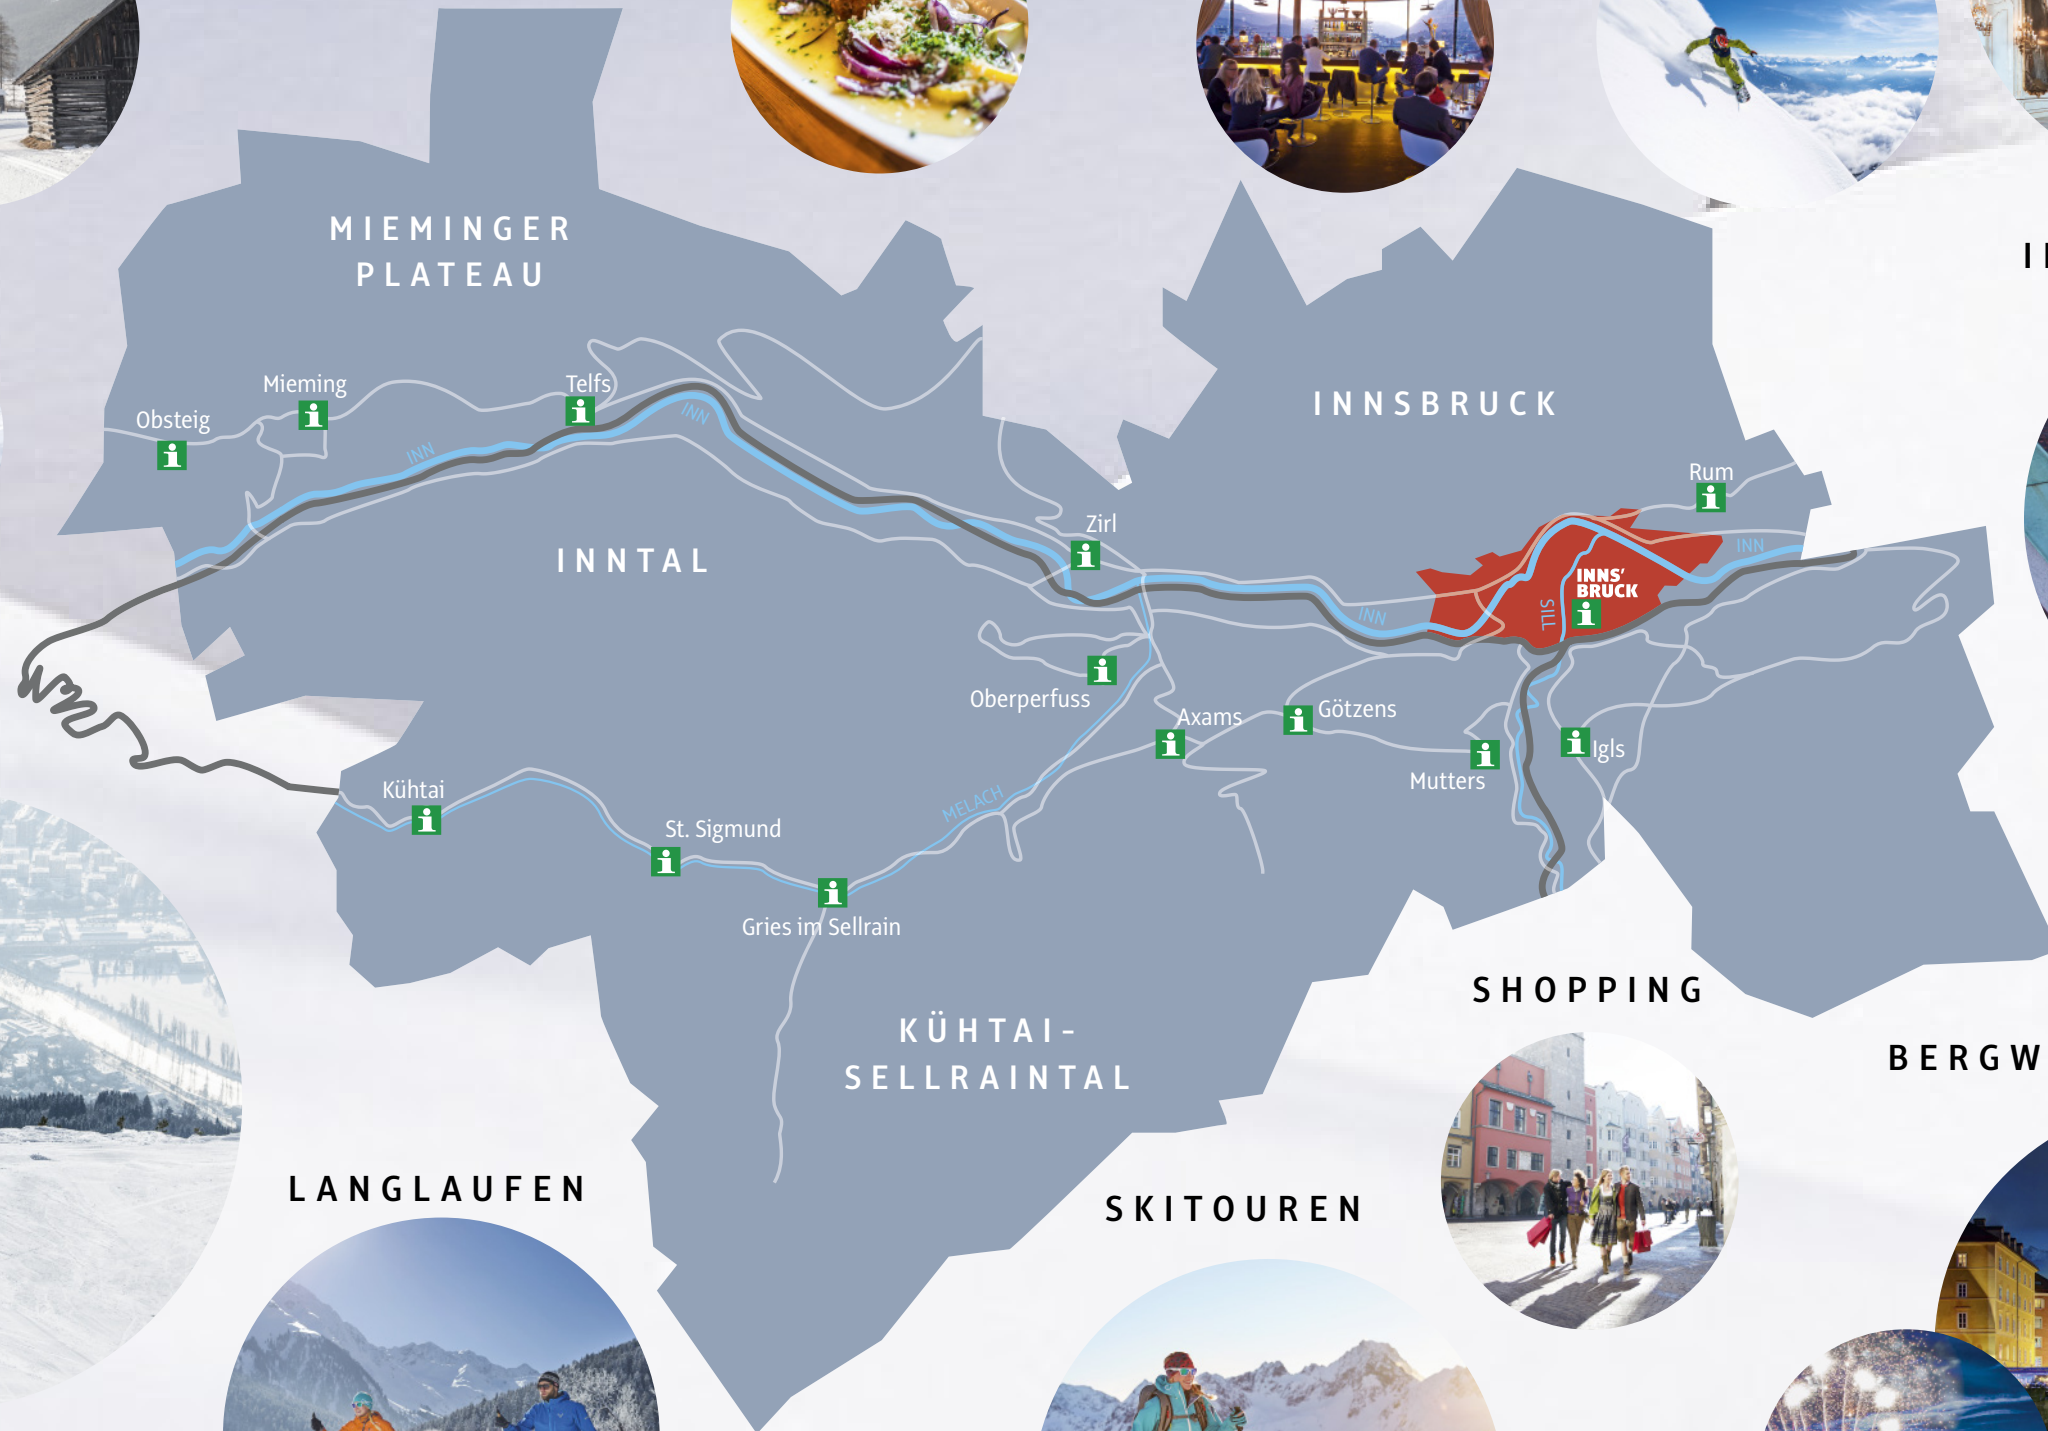 MIEMINGER
PLATEAU
INNSBRUCK
Mieming
Telfs
Obsteig
INN
INN
Rum
Zirl
INN
INNTAL
INNS'
BRUCK
SILL
INN
Oberperfuss
Axams
Götzens
Igls
Mutters
Kühtai
MELACH
St. Sigmund
Gries im Sellrain
KÜHTAI-
SELLRAINTAL
SHOPPING
BERGW
LANGLAUFEN
SKITOUREN